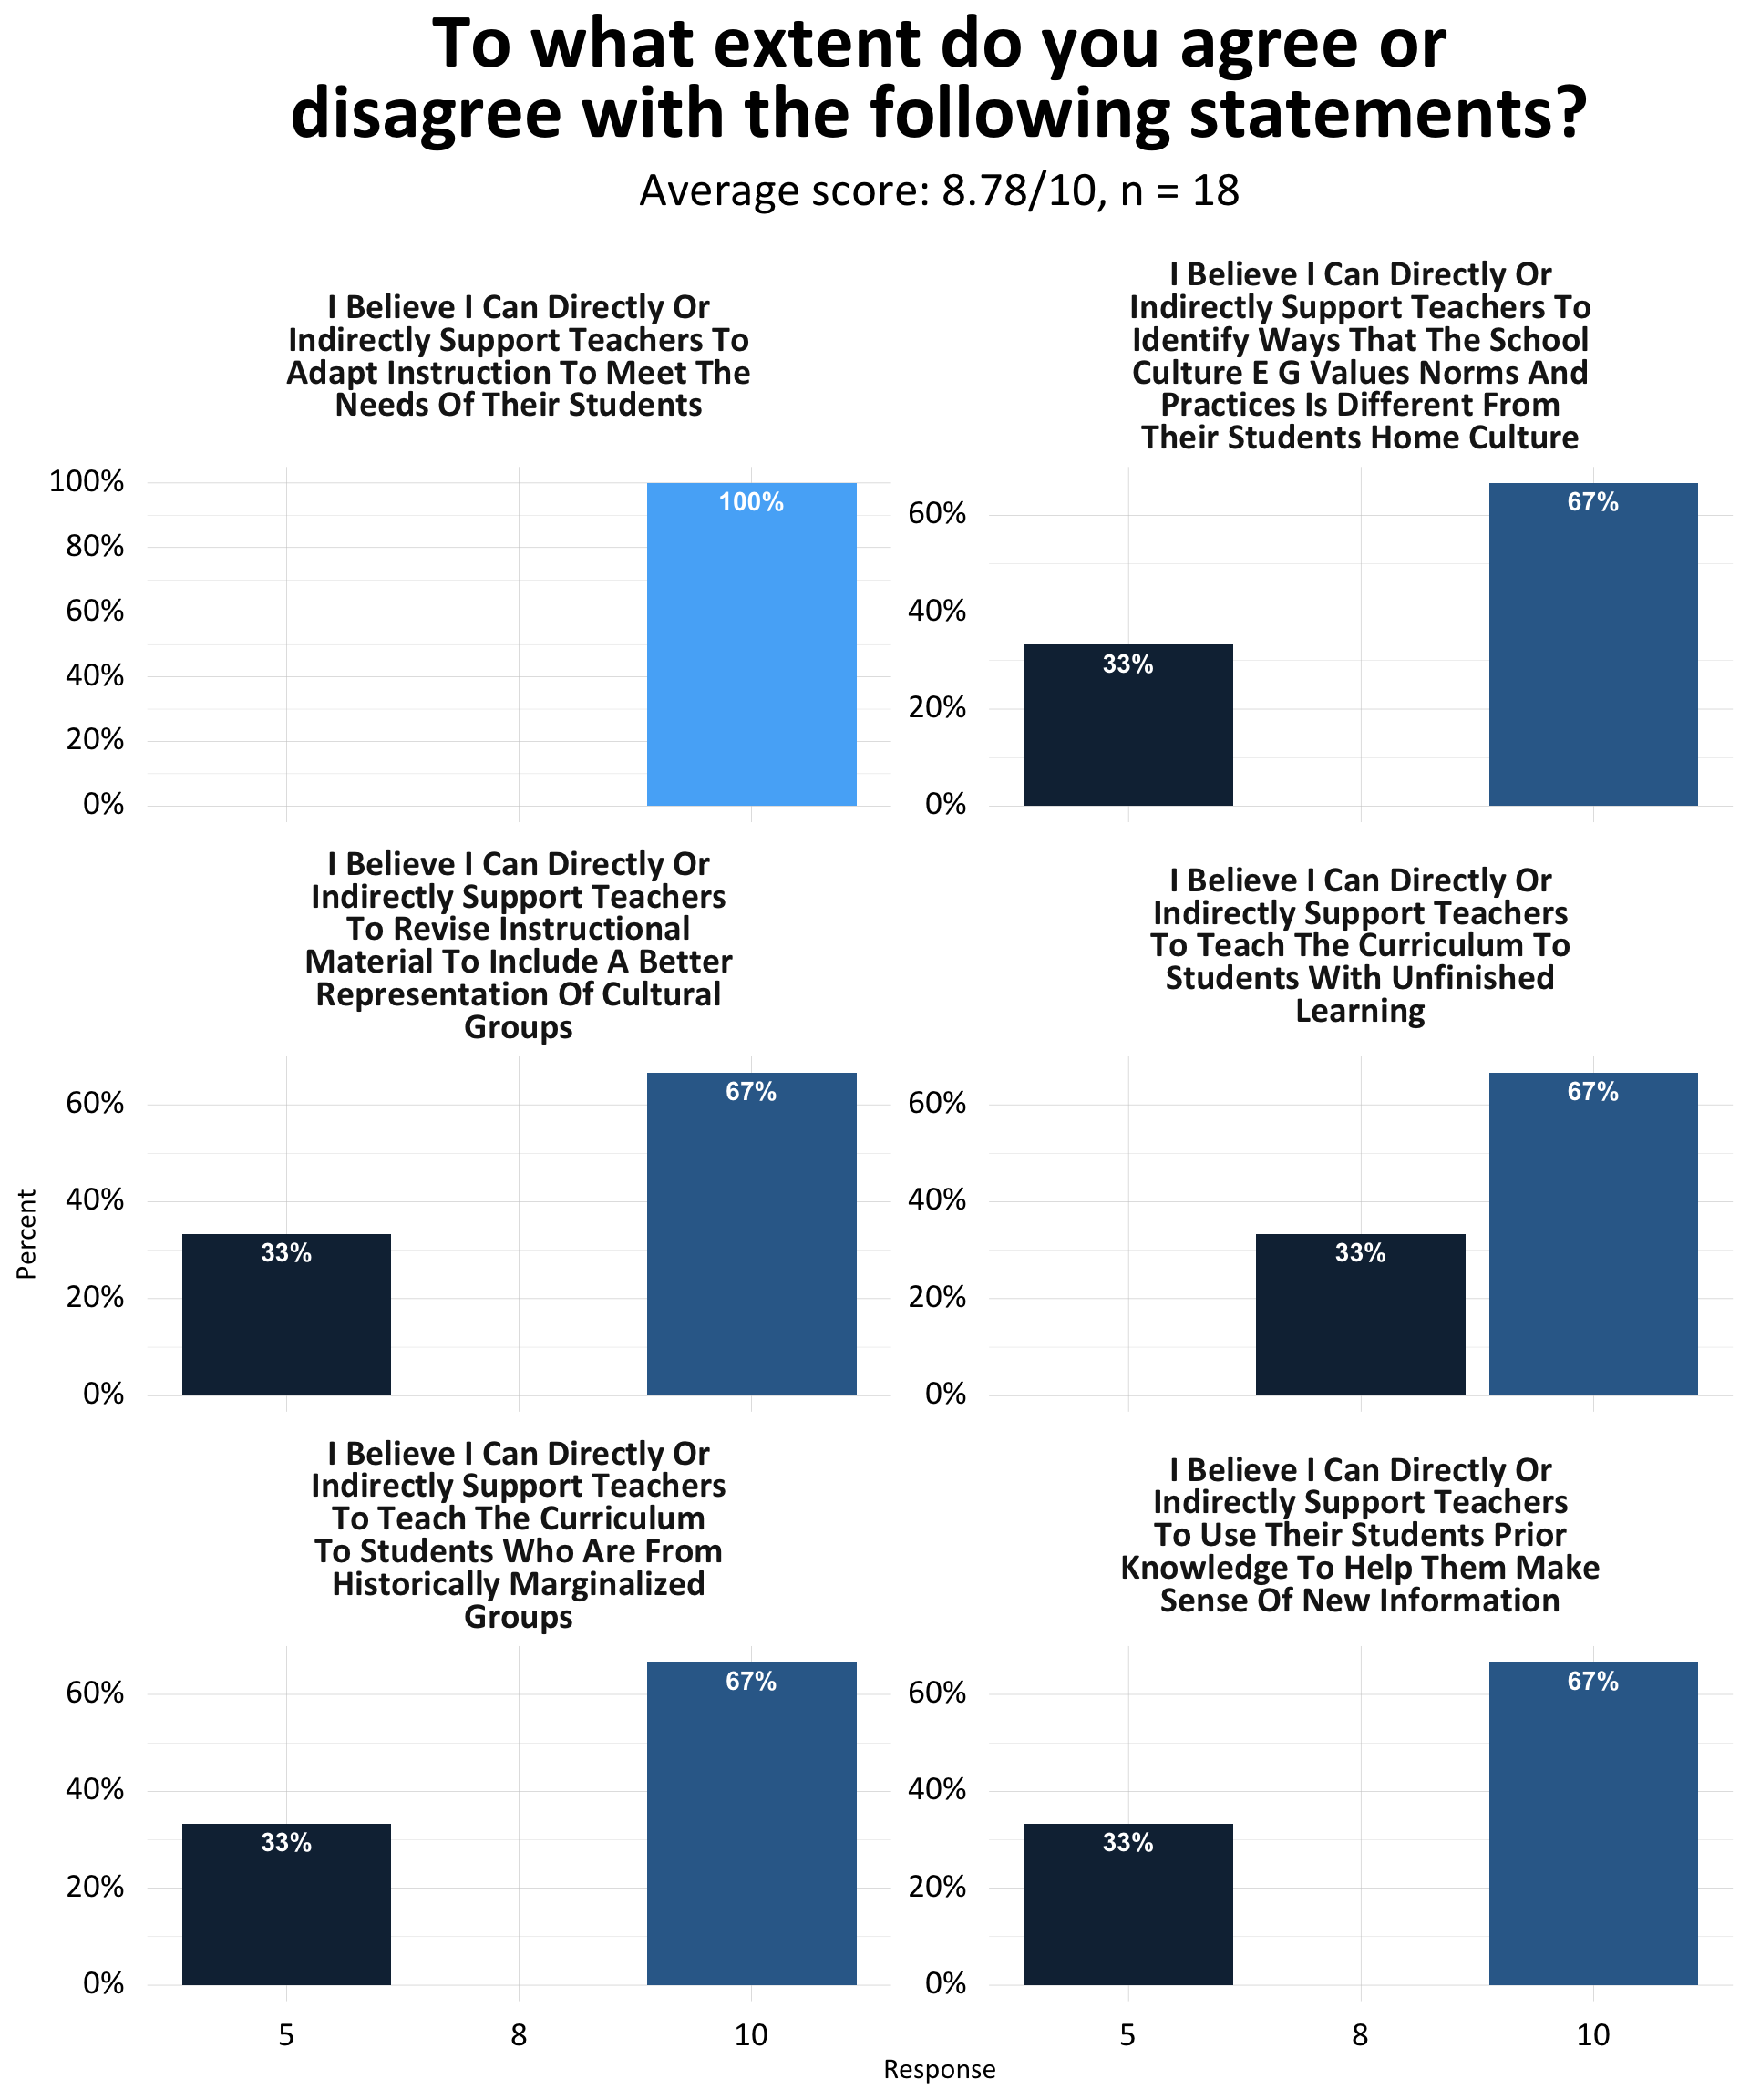 To what extent do you agree or
disagree with the following statements?
Average score: 8.78/10, n = 18
I Believe I Can Directly Or
Indirectly Support Teachers To
Adapt Instruction To Meet The
Needs Of Their Students
100%
80%
60%
40%
20%
0%
100%
I Believe I Can Directly Or
Indirectly Support Teachers To
Identify Ways That The School
Culture E G Values Norms And
Practices Is Different From
Their Students Home Culture
60%
40%
20%
0%
33%
67%
I Believe I Can Directly Or
Indirectly Support Teachers
To Revise Instructional
Material To Include A Better
Representation Of Cultural
Groups
60%
40%
20%
0%
33%
67%
I Believe I Can Directly Or
Indirectly Support Teachers
To Teach The Curriculum To
Students With Unfinished
Learning
60%
40%
20%
0%
33%
67%
Percent
I Believe I Can Directly Or
Indirectly Support Teachers
To Teach The Curriculum
To Students Who Are From
Historically Marginalized
Groups
60%
40%
20%
0%
33%
67%
5 8 10
I Believe I Can Directly Or
Indirectly Support Teachers
To Use Their Students Prior
Knowledge To Help Them Make
Sense Of New Information
60%
40%
20%
0%
33%
67%
5 8 10
Response